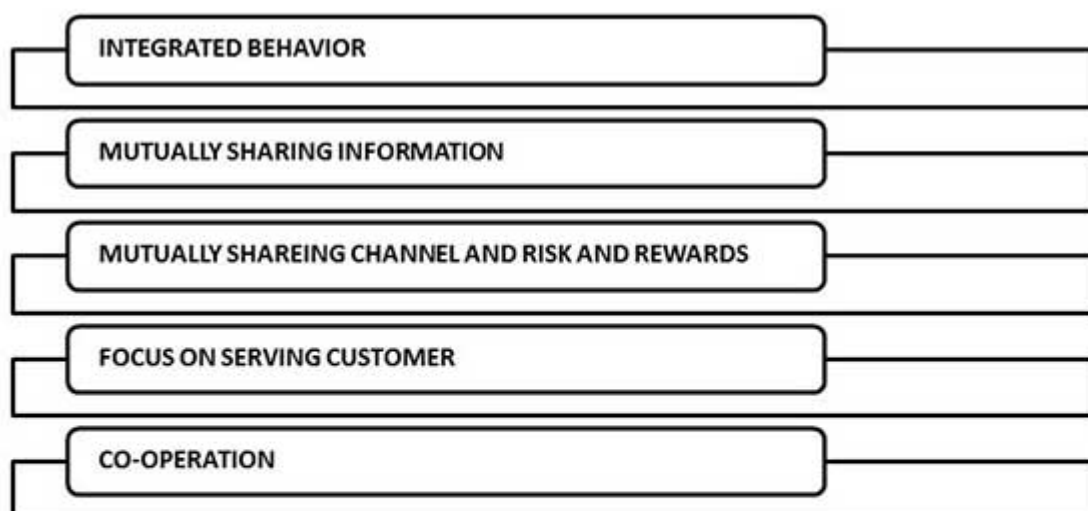 INTEGRATED BEHAVIOR
MUTUALLY SHARING INFORMATION
MUTUALLY SHAREING CHANNEL AND RISK AND REWARDS
FOCUS ON SERVING CUSTOMER
CO-OPERATION